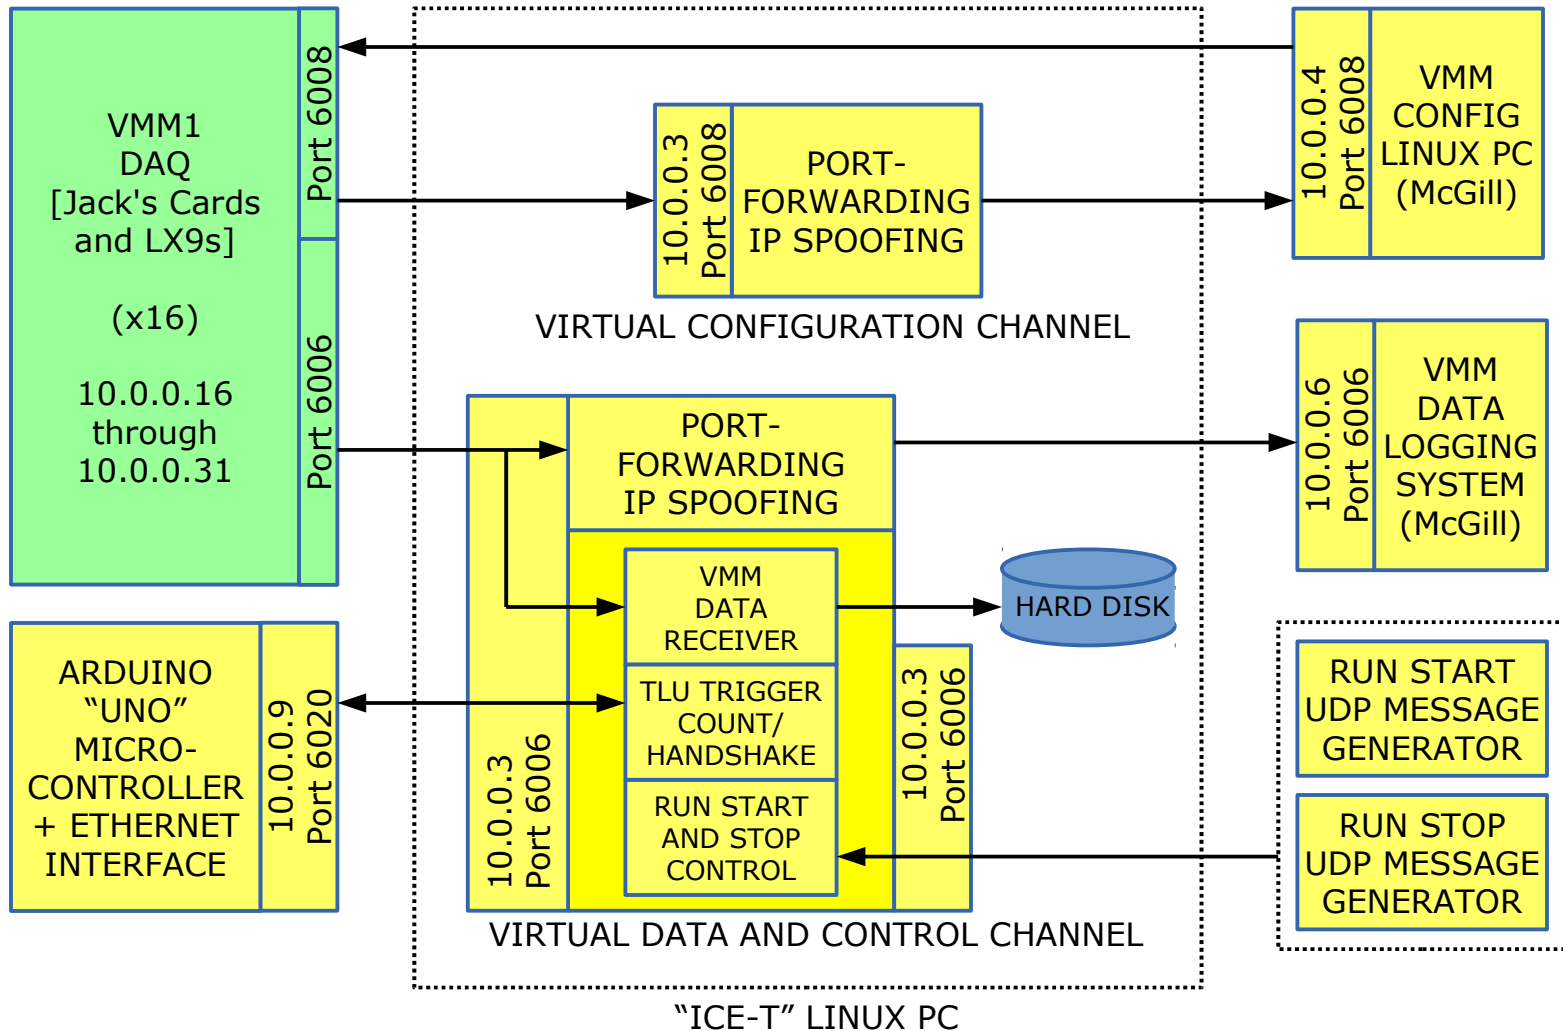 VMM1
DAQ
[Jack's Cards
and LX9s]
(x16)
10.0.0.16
through
10.0.0.31
Port 6008
Port 6006
10.0.0.3
Port 6008
PORT-
FORWARDING
IP SPOOFING
VIRTUAL CONFIGURATION CHANNEL
10.0.0.4
Port 6008
VMM
CONFIG
LINUX PC
(McGill)
10.0.0.3
Port 6006
PORT-
FORWARDING
IP SPOOFING
VMM
DATA
RECEIVER
TLU TRIGGER
COUNT/
HANDSHAKE
RUN START
AND STOP
CONTROL
10.0.0.3
Port 6006
HARD DISK
VIRTUAL DATA AND CONTROL CHANNEL
10.0.0.6
Port 6006
VMM
DATA
LOGGING
SYSTEM
(McGill)
ARDUINO
“UNO”
MICRO-
CONTROLLER
+ ETHERNET
INTERFACE
10.0.0.9
Port 6020
RUN START
UDP MESSAGE
GENERATOR
RUN STOP
UDP MESSAGE
GENERATOR
“ICE-T” LINUX PC